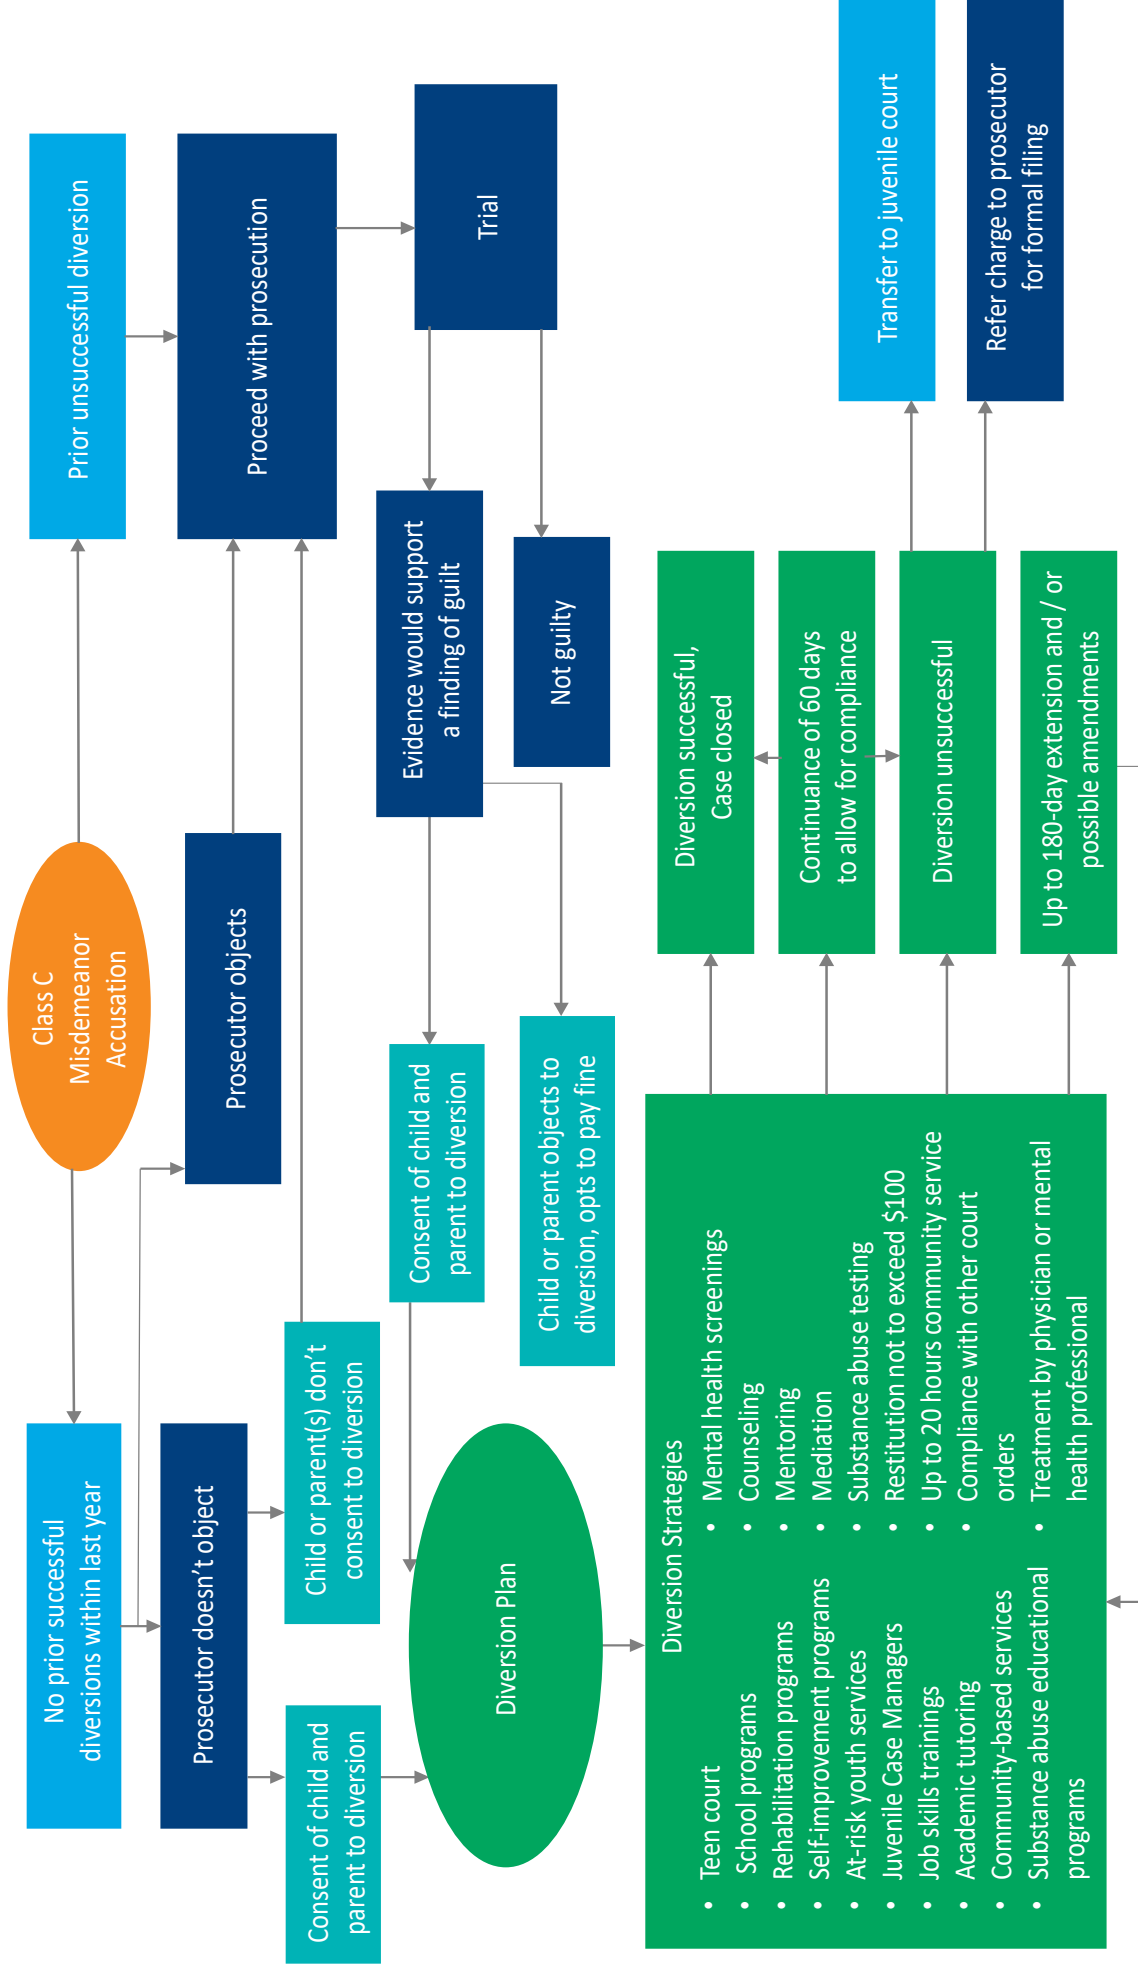 Class C
Misdemeanor
Accusation
No prior successful
diversions within last year
Prior unsuccessful diversion
Prosecutor doesn't object
Prosecutor objects
Proceed with prosecution
Consent of child and
parent to diversion
Child or parent(s) don't
consent to diversion
Trial
Evidence would support
a finding of guilt
Not guilty
Consent of child and
parent to diversion
Child or parent objects to
diversion, opts to pay fine
Diversion Plan
Diversion Strategies
• Teen court
• School programs
• Rehabilitation programs
• Self-improvement programs
• At-risk youth services
• Juvenile Case Managers
• Job skills trainings
• Academic tutoring
• Community-based services
• Substance abuse educational
programs
• Mental health screenings
• Counseling
• Mentoring
• Mediation
• Substance abuse testing
• Restitution not to exceed $100
• Up to 20 hours community service
• Compliance with other court
orders
• Treatment by physician or mental
health professional
Diversion successful,
Case closed
Continuance of 60 days
to allow for compliance
Diversion unsuccessful
Up to 180-day extension and / or
possible amendments
Transfer to juvenile court
Refer charge to prosecutor
for formal filing